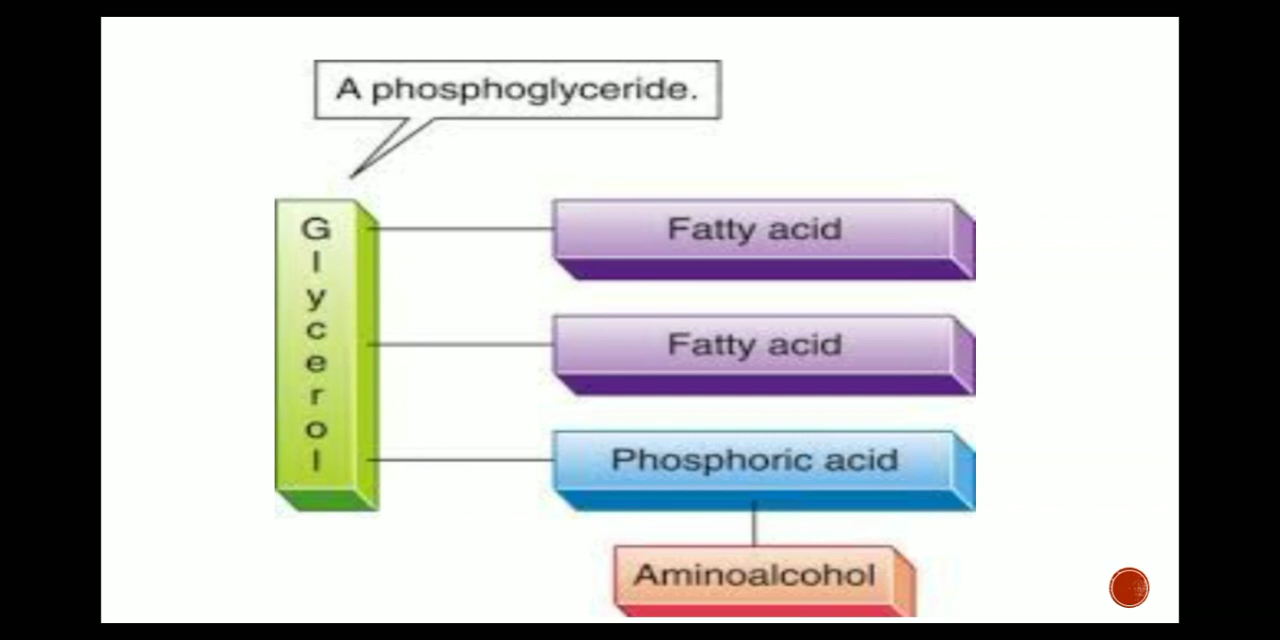 A phosphoglyceride.
Glycerol
Fatty acid
Fatty acid
Phosphoric acid
Aminoalcohol